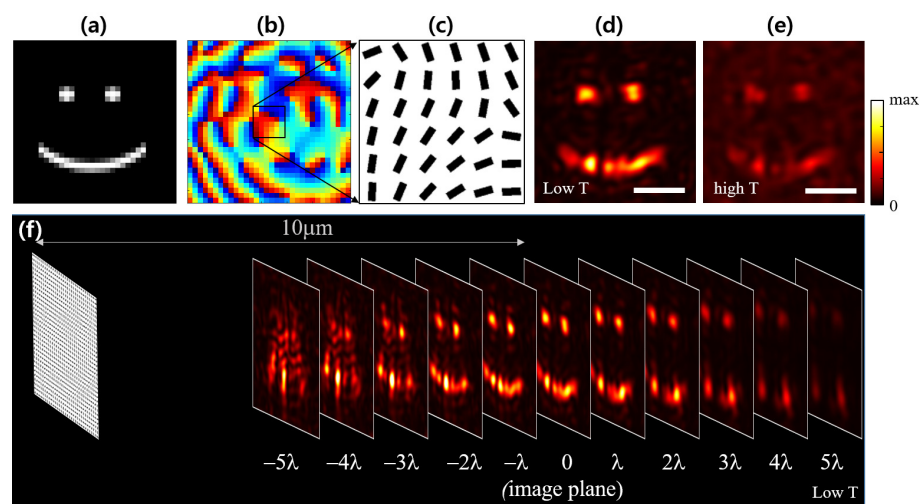 (a) (b) (c) (d) (e)
max
Low T high T
0
(f) 10μm
−5λ −4λ −3λ −2λ −λ 0 λ 2λ 3λ 4λ 5λ
(image plane) Low T